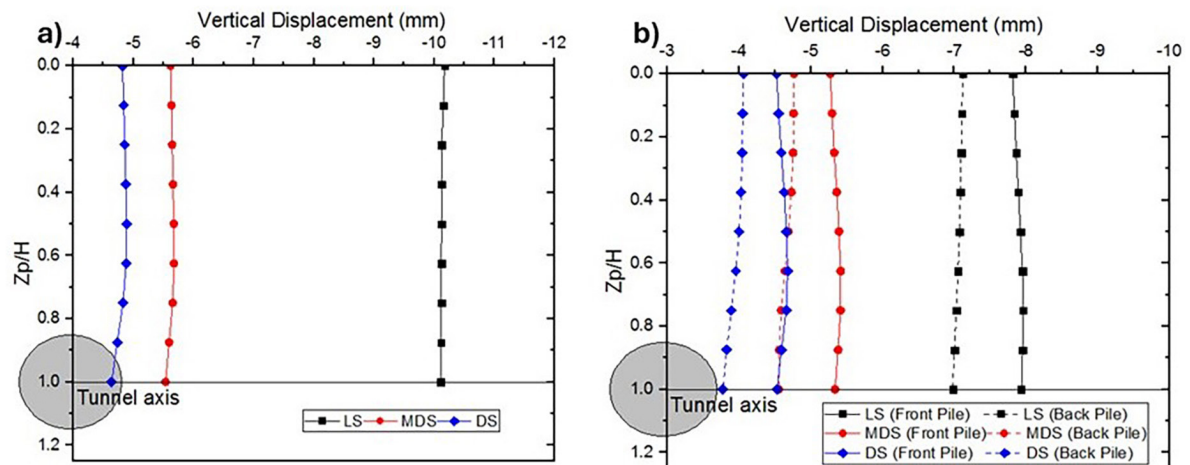 a)
Vertical Displacement (mm)
-4 -5 -6 -7 -8 -9 -10 -11 -12
0.0
0.2
0.4
0.6
0.8
1.0
1.2
Zp/H
Tunnel axis
LS MDS DS
b)
Vertical Displacement (mm)
-3 -4 -5 -6 -7 -8 -9 -10
0.0
0.2
0.4
0.6
0.8
1.0
1.2
Zp/H
Tunnel axis
LS (Front Pile) LS (Back Pile)
MDS (Front Pile) MDS (Back Pile)
DS (Front Pile) DS (Back Pile)